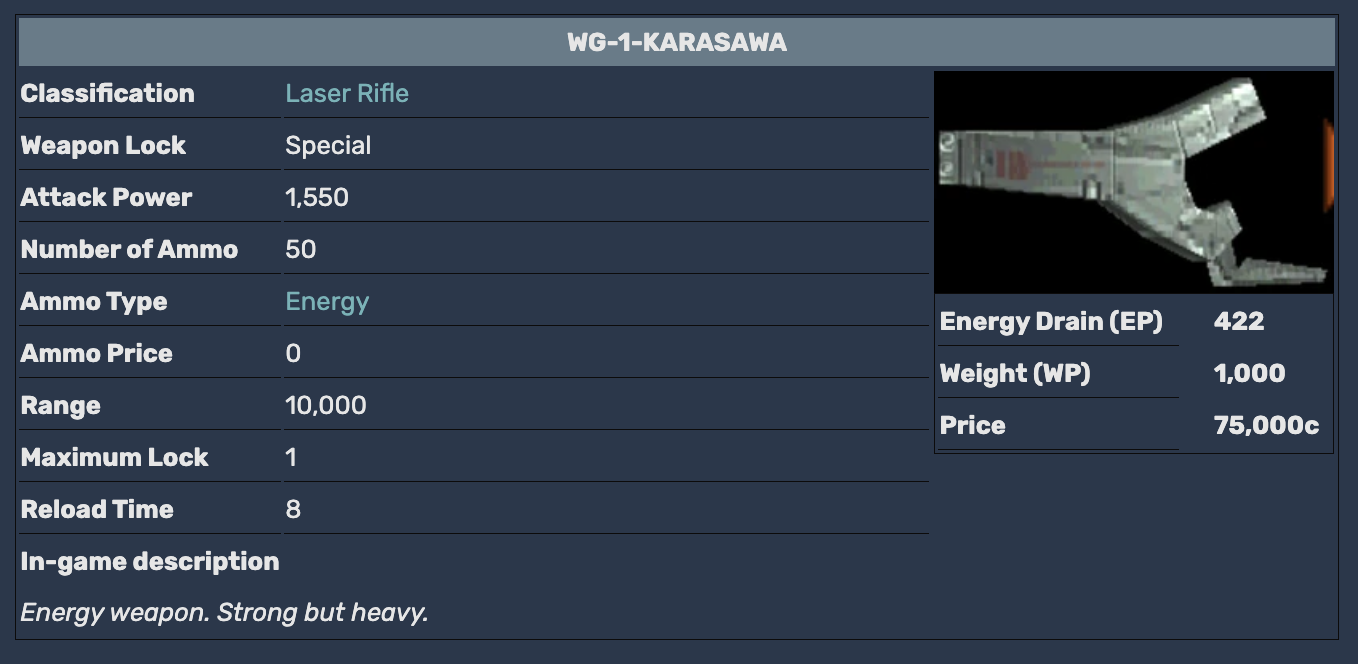 WG-1-KARASAWA
Classification Laser Rifle
Weapon Lock Special
Attack Power 1,550
Number of Ammo 50
Ammo Type Energy
Ammo Price 0
Range 10,000
Maximum Lock 1
Reload Time 8
In-game description
Energy weapon. Strong but heavy.
Energy Drain (EP) 422
Weight (WP) 1,000
Price 75,000c